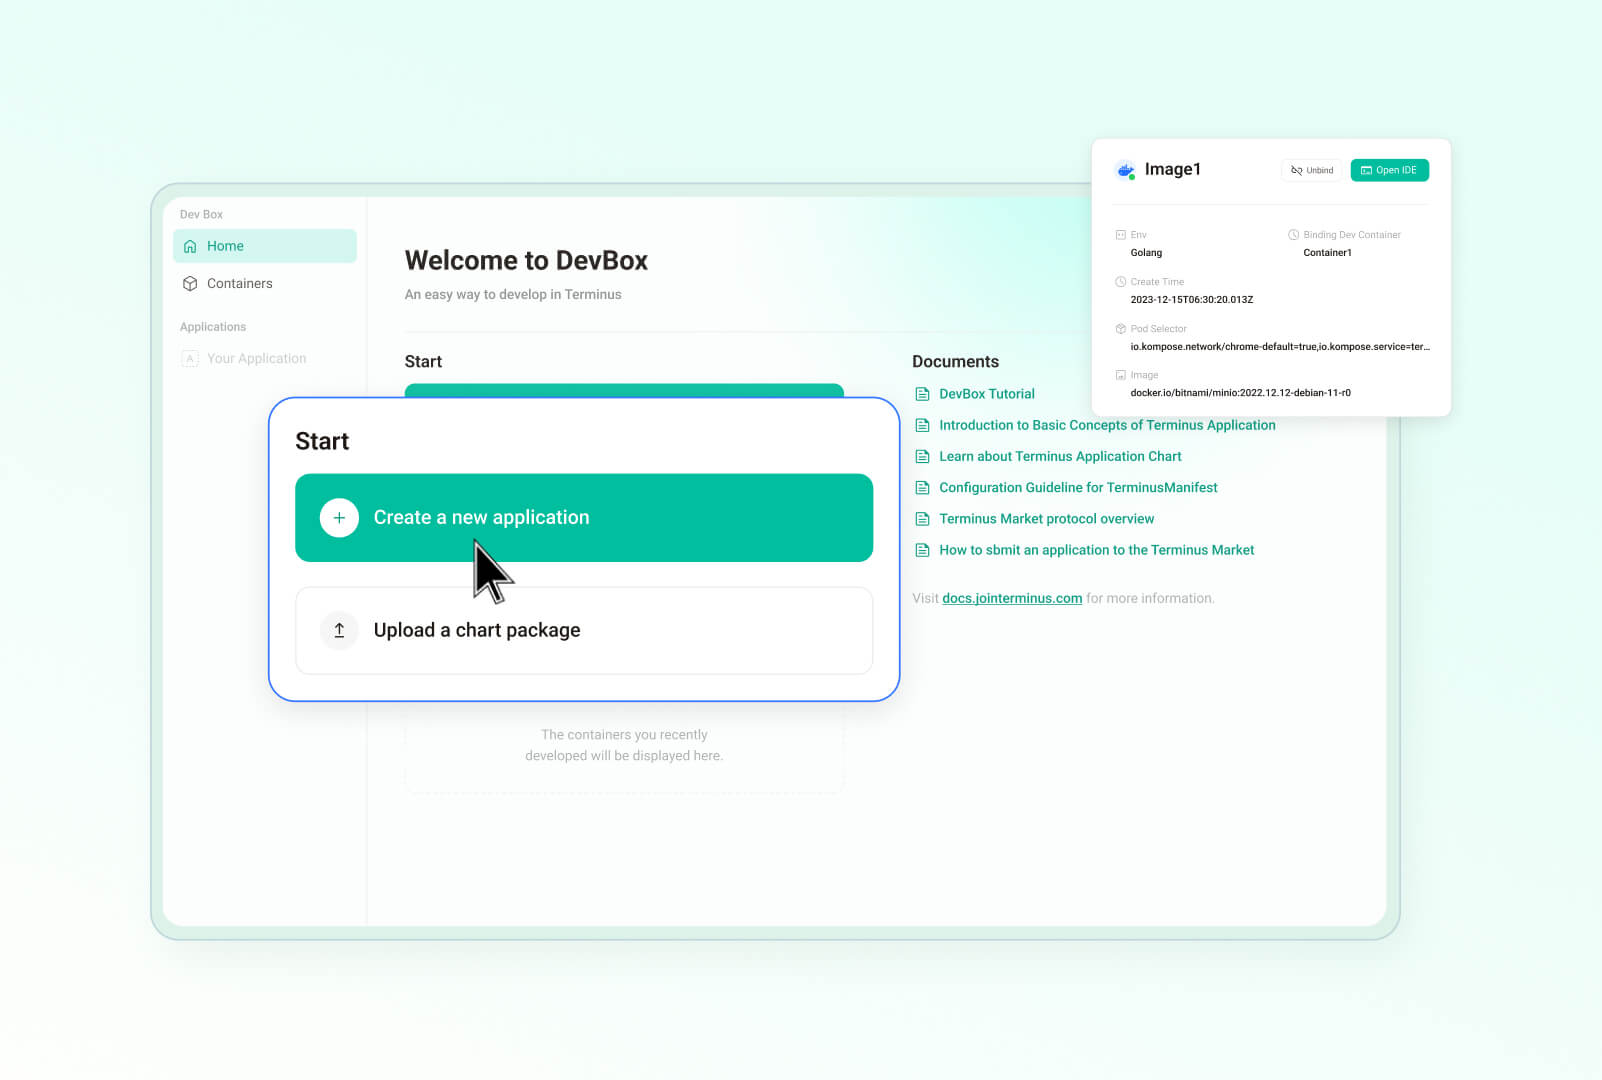 Dev Box
Home
Containers
Applications
A Your Application
Welcome to DevBox
An easy way to develop in Terminus
Start
Start
Create a new application
Upload a chart package
The containers you recently
developed will be displayed here.
Documents
DevBox Tutorial
Introduction to Basic Concepts of Terminus Application
Learn about Terminus Application Chart
Configuration Guideline for TerminusManifest
Terminus Market protocol overview
How to sbmit an application to the Terminus Market
Visit docs.jointerminus.com for more information.
Image1
Unbind
Open IDE
Env
Golang
Binding Dev Container
Container1
Create Time
2023-12-15T06:30:20.013Z
Pod Selector
io.kompose.network/chrome-default=true,io.kompose.service=ter...
Image
docker.io/bitnami/minio:2022.12.12-debian-11-r0